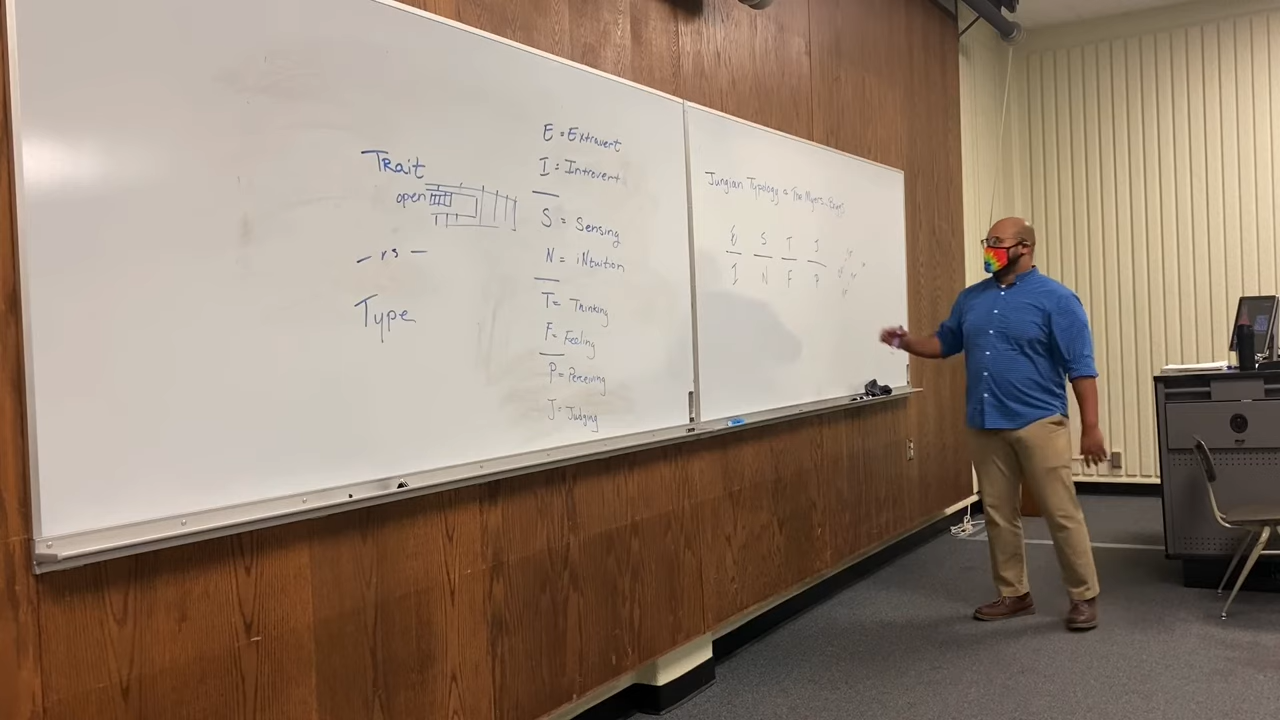 Trait
open
- vs -
Type
E = Extravert
I = Introvert
S = Sensing
N = iNtuition
T = Thinking
F = Feeling
P = Perceiving
J = Judging
Jungian Typology & The Myers-Briggs
E S T J
I N F P